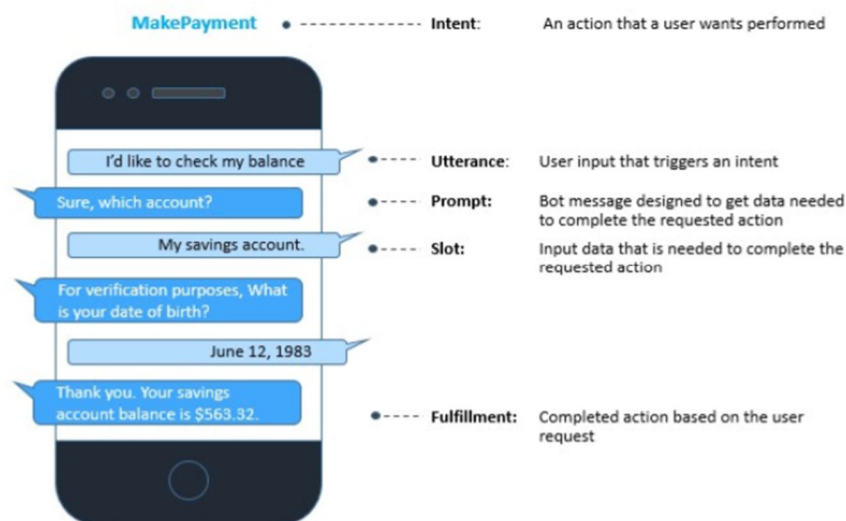 MakePayment
Intent: An action that a user wants performed
I'd like to check my balance
Utterance: User input that triggers an intent
Sure, which account?
Prompt: Bot message designed to get data needed
to complete the requested action
My savings account.
Slot: Input data that is needed to complete the
requested action
For verification purposes, What
is your date of birth?
June 12, 1983
Thank you. Your savings
account balance is $563.32.
Fulfillment: Completed action based on the user
request